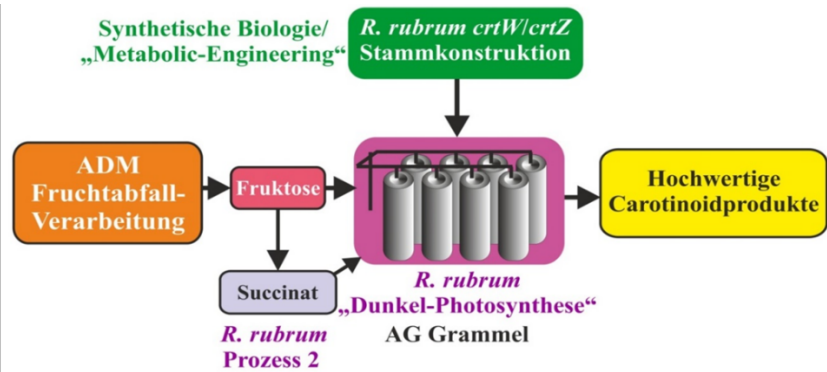 Synthetische Biologie/
„Metabolic-Engineering“
R. rubrum crtW/crtZ
Stammkonstruktion
ADM
Fruchtabfall-
Verarbeitung
Fruktose
Hochwertige
Carotinoidprodukte
Succinat
R. rubrum
Prozess 2
R. rubrum
„Dunkel-Photosynthese“
AG Grammel